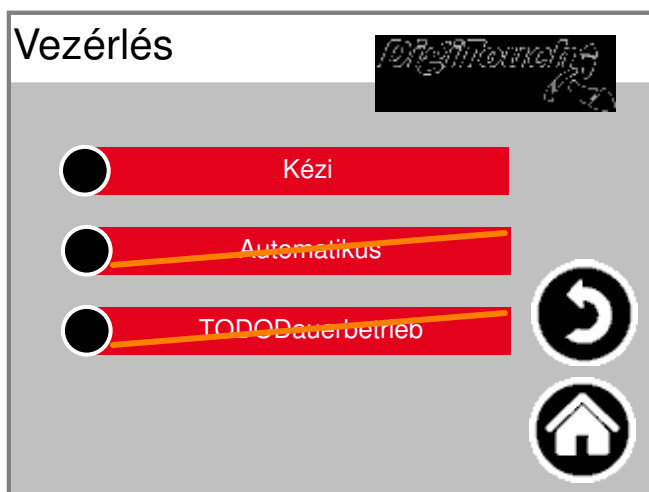 Vezérlés
DigiTouch
Kézi
Automatikus
TODODauerbetrieb